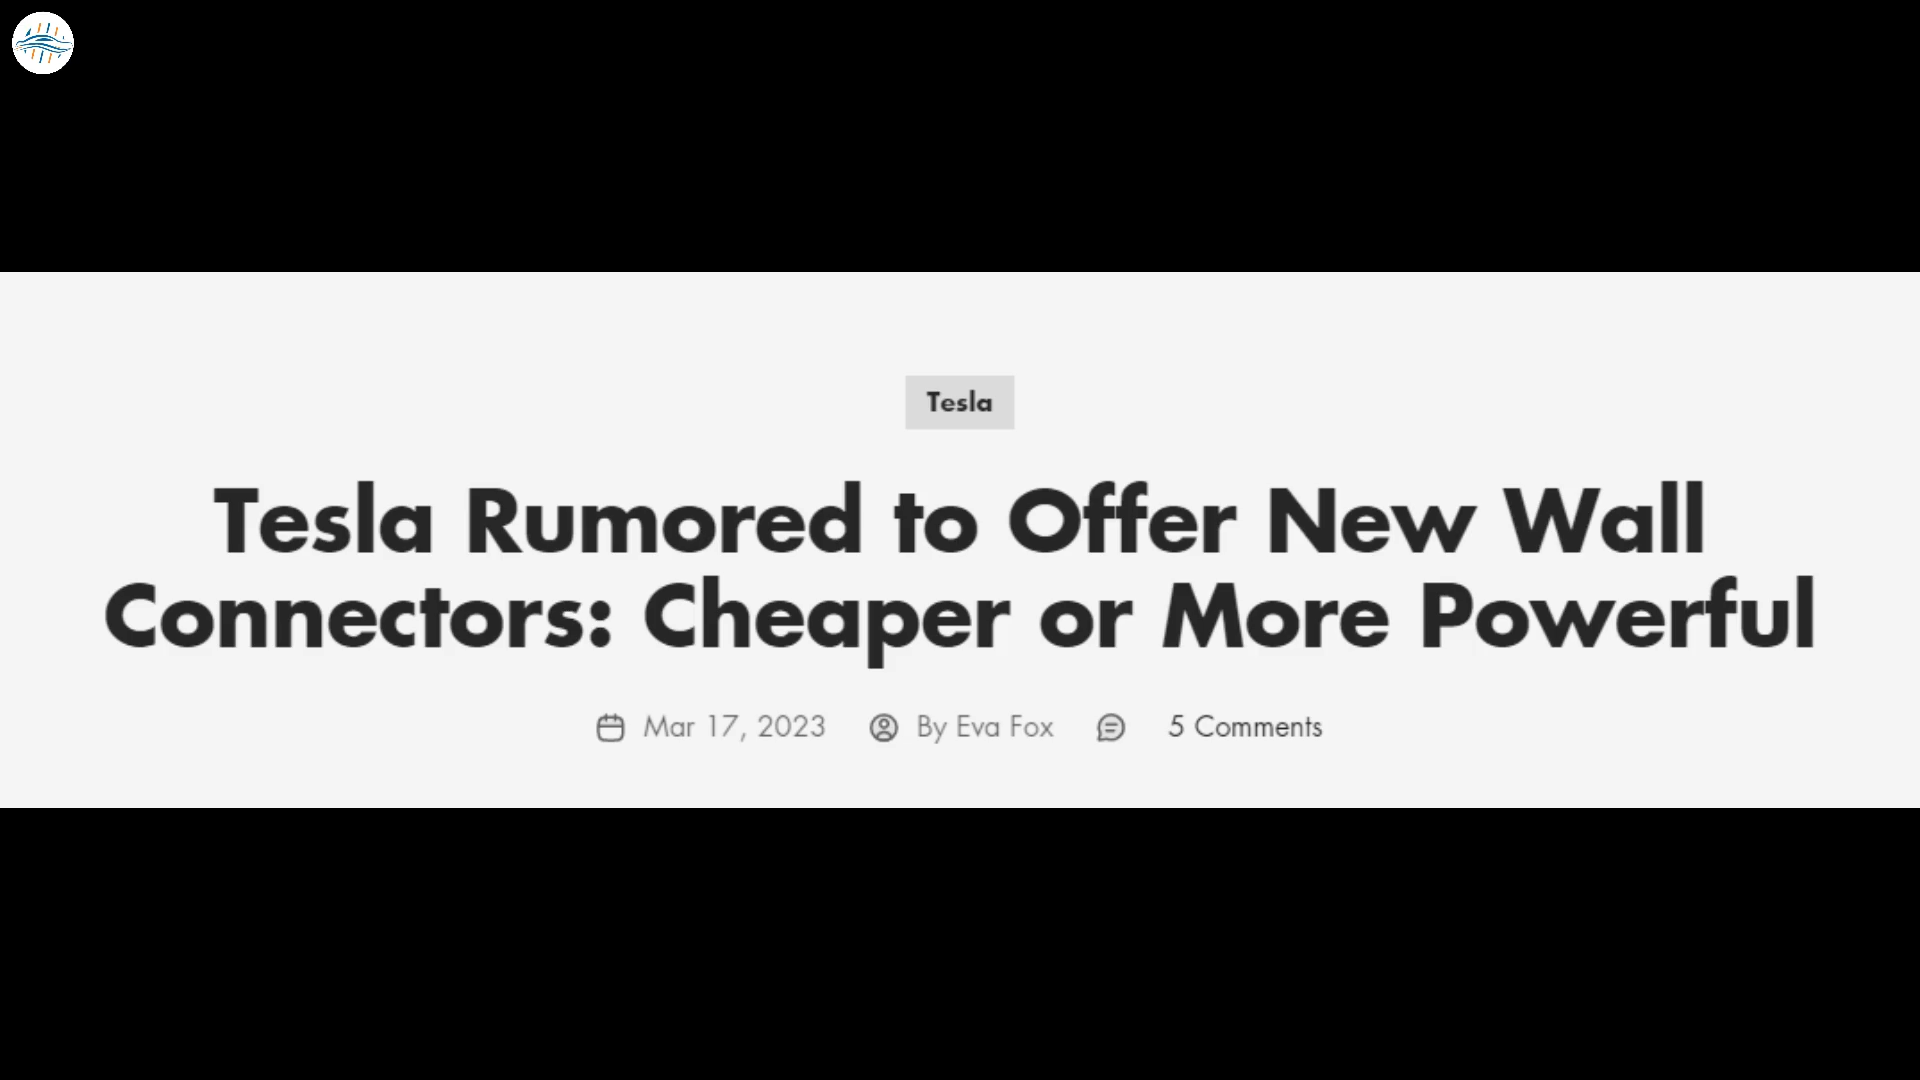 Tesla
Tesla Rumored to Offer New Wall
Connectors: Cheaper or More Powerful
Mar 17, 2023 By Eva Fox 5 Comments